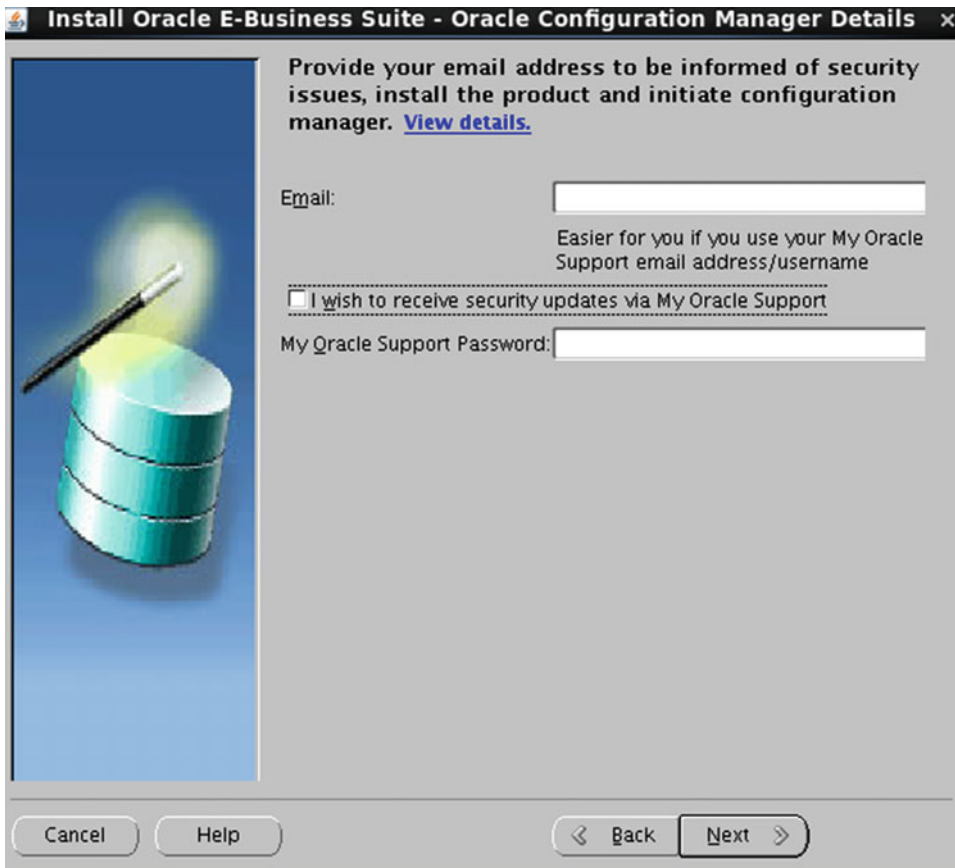 Install Oracle E-Business Suite - Oracle Configuration Manager Details
Provide your email address to be informed of security
issues, install the product and initiate configuration
manager. View details.
Email:
Easier for you if you use your My Oracle
Support email address/username
I wish to receive security updates via My Oracle Support
My Oracle Support Password:
Cancel Help Back Next